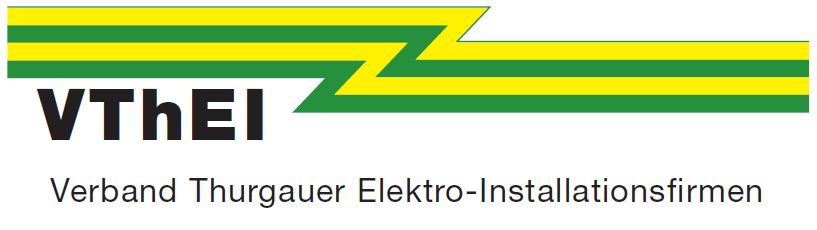 VThEI
Verband Thurgauer Elektro-Installationsfirmen